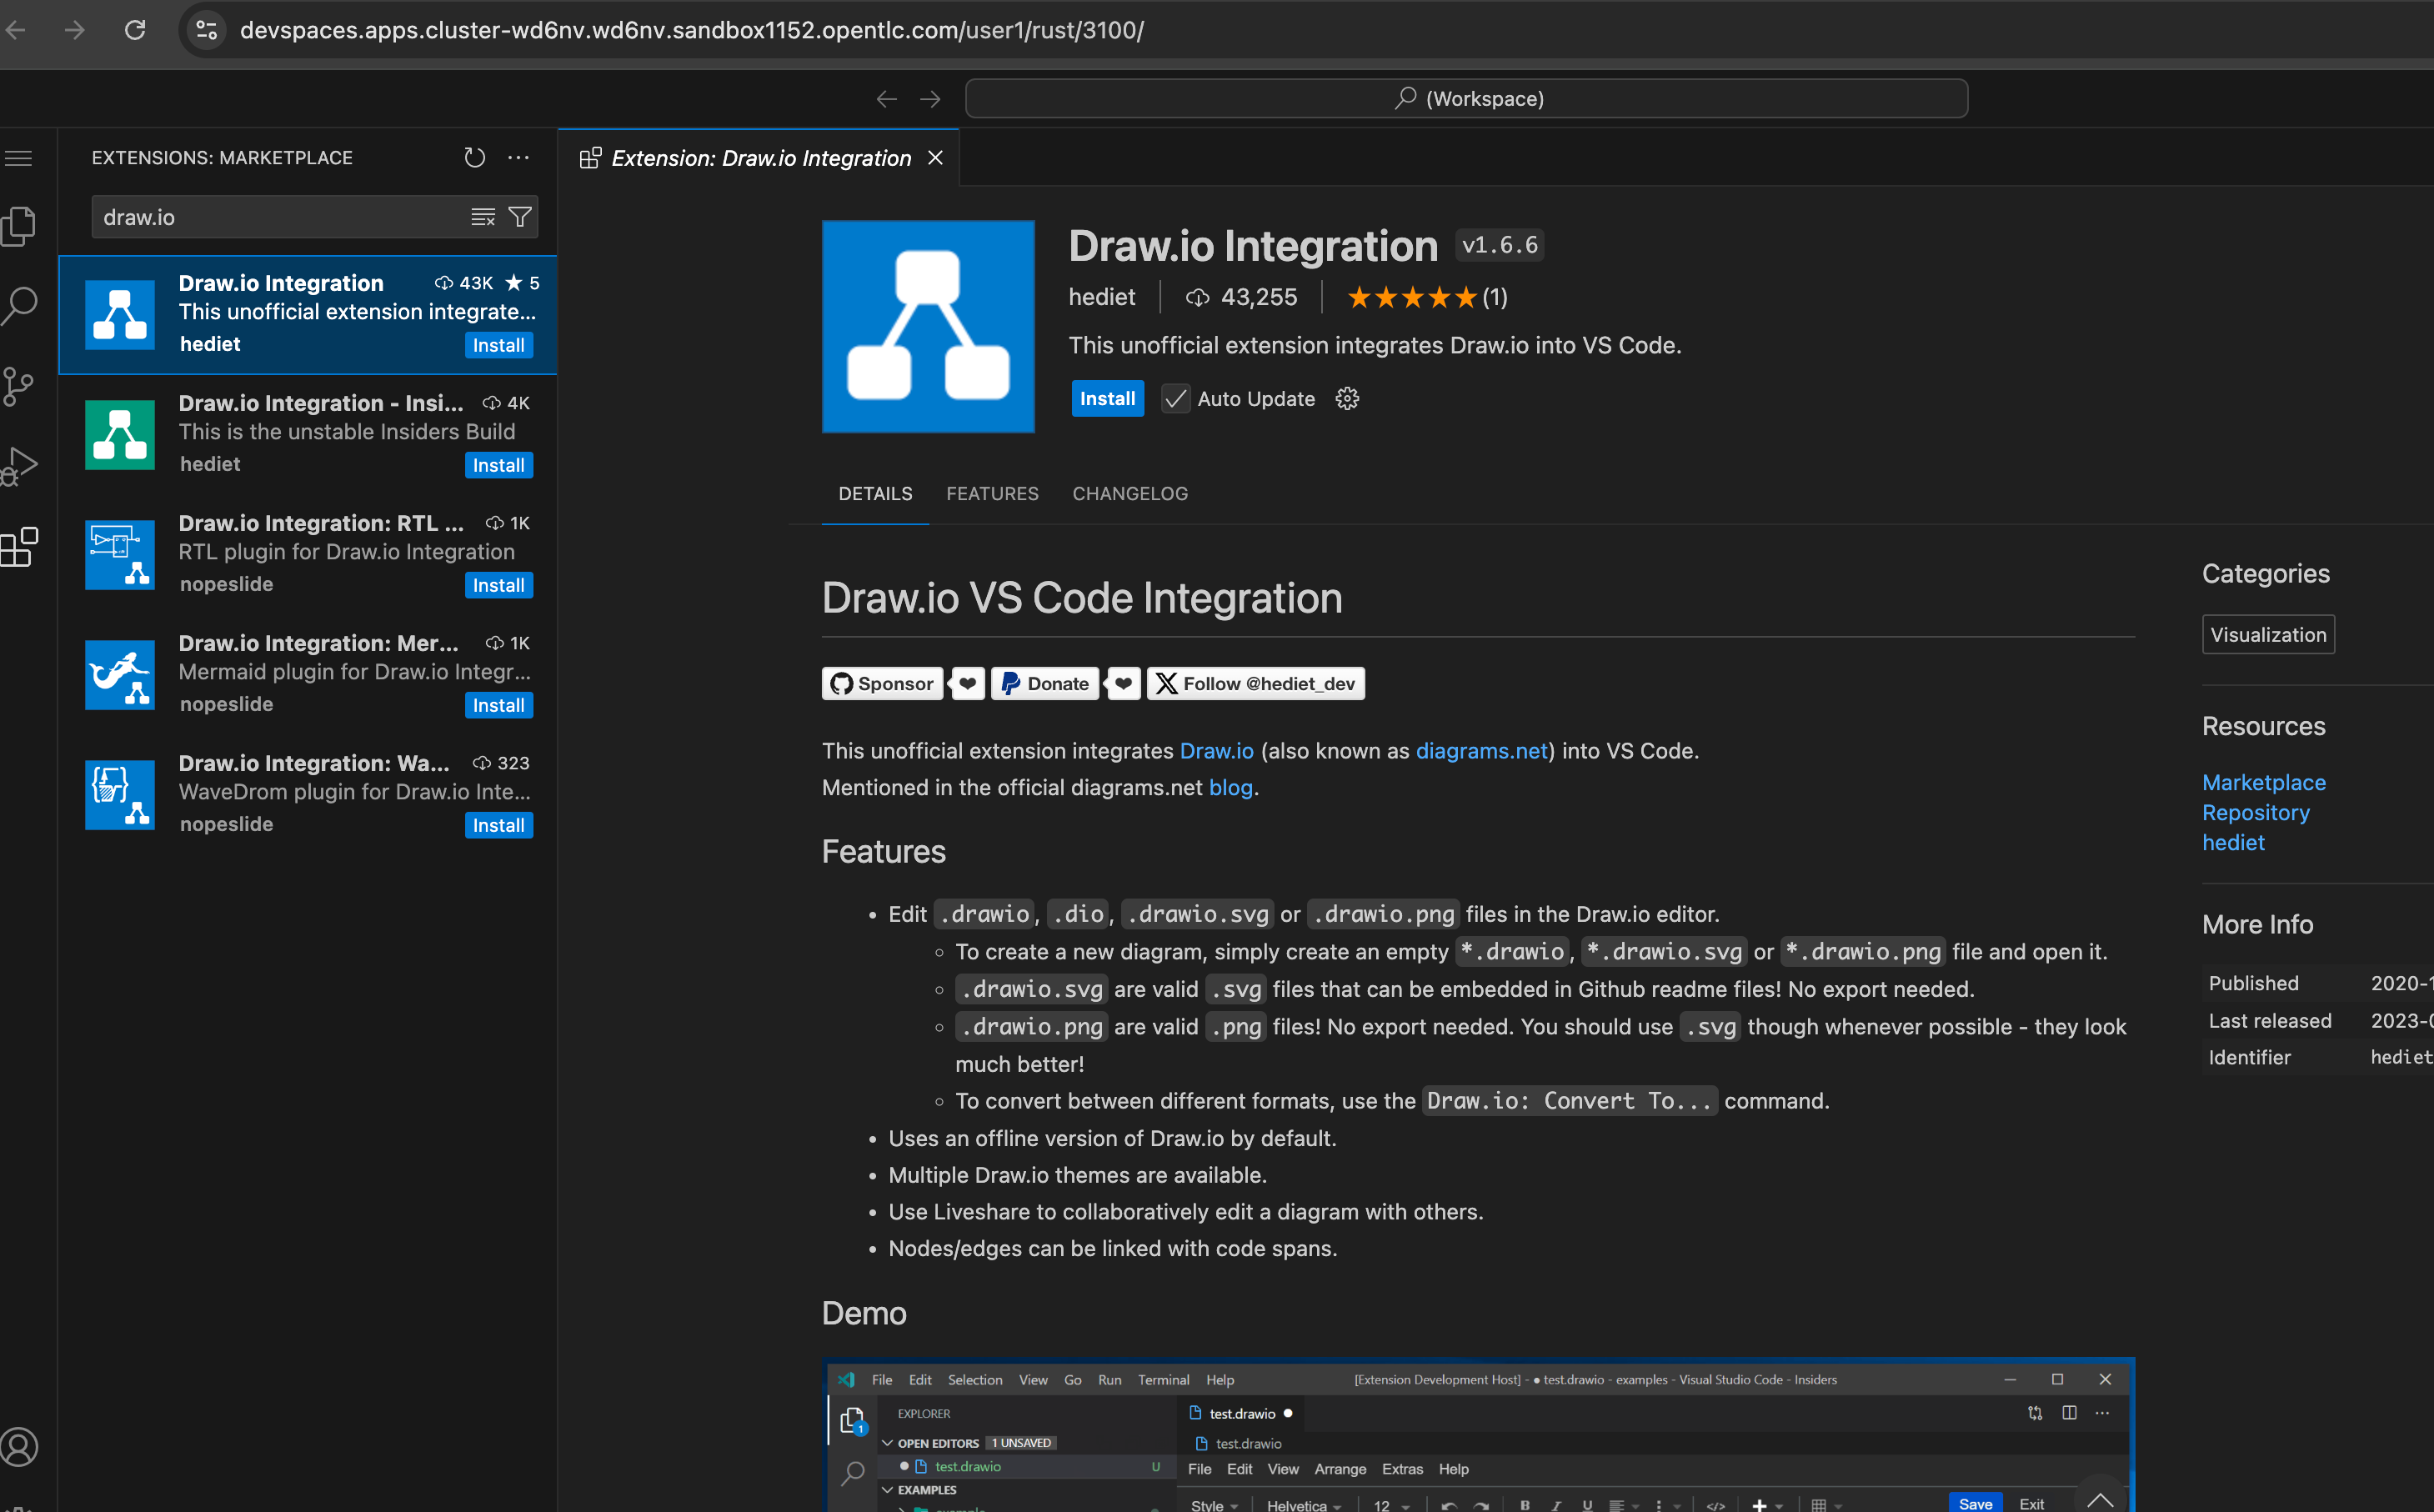 devspaces.apps.cluster-wd6nv.wd6nv.sandbox1152.opentlc.com/user1/rust/3100/
(Workspace)
EXTENSIONS: MARKETPLACE
draw.io
Draw.io Integration 43K 5
This unofficial extension integrate...
hediet Install
Draw.io Integration - Insi... 4K
This is the unstable Insiders Build
hediet Install
Draw.io Integration: RTL ... 1K
RTL plugin for Draw.io Integration
nopeslide Install
Draw.io Integration: Mer... 1K
Mermaid plugin for Draw.io Integr...
nopeslide Install
Draw.io Integration: Wa... 323
WaveDrom plugin for Draw.io Inte...
nopeslide Install
Extension: Draw.io Integration
Draw.io Integration v1.6.6
hediet 43,255 (1)
This unofficial extension integrates Draw.io into VS Code.
Install Auto Update
DETAILS FEATURES CHANGELOG
Draw.io VS Code Integration
Sponsor Donate Follow @hediet_dev
This unofficial extension integrates Draw.io (also known as diagrams.net) into VS Code.
Mentioned in the official diagrams.net blog.
Features
• Edit .drawio, .dio, .drawio.svg or .drawio.png files in the Draw.io editor.
To create a new diagram, simply create an empty *.drawio, *.drawio.svg or *.drawio.png file and open it.
.drawio.svg are valid .svg files that can be embedded in Github readme files! No export needed.
.drawio.png are valid .png files! No export needed. You should use .svg though whenever possible - they look
much better!
To convert between different formats, use the Draw.io: Convert To... command.
• Uses an offline version of Draw.io by default.
• Multiple Draw.io themes are available.
• Use Liveshare to collaboratively edit a diagram with others.
• Nodes/edges can be linked with code spans.
Demo
File Edit Selection View Go Run Terminal Help [Extension Development Host] - ● test.drawio - examples - Visual Studio Code - Insiders
EXPLORER
1
OPEN EDITORS 1 UNSAVED
test.drawio U
EXAMPLES
test.drawio
test.drawio
File Edit View Arrange Extras Help
Style Helvetica 12 B I U Save Exit
Categories
Visualization
Resources
Marketplace
Repository
hediet
More Info
Published 2020-1
Last released 2023-
Identifier hediet